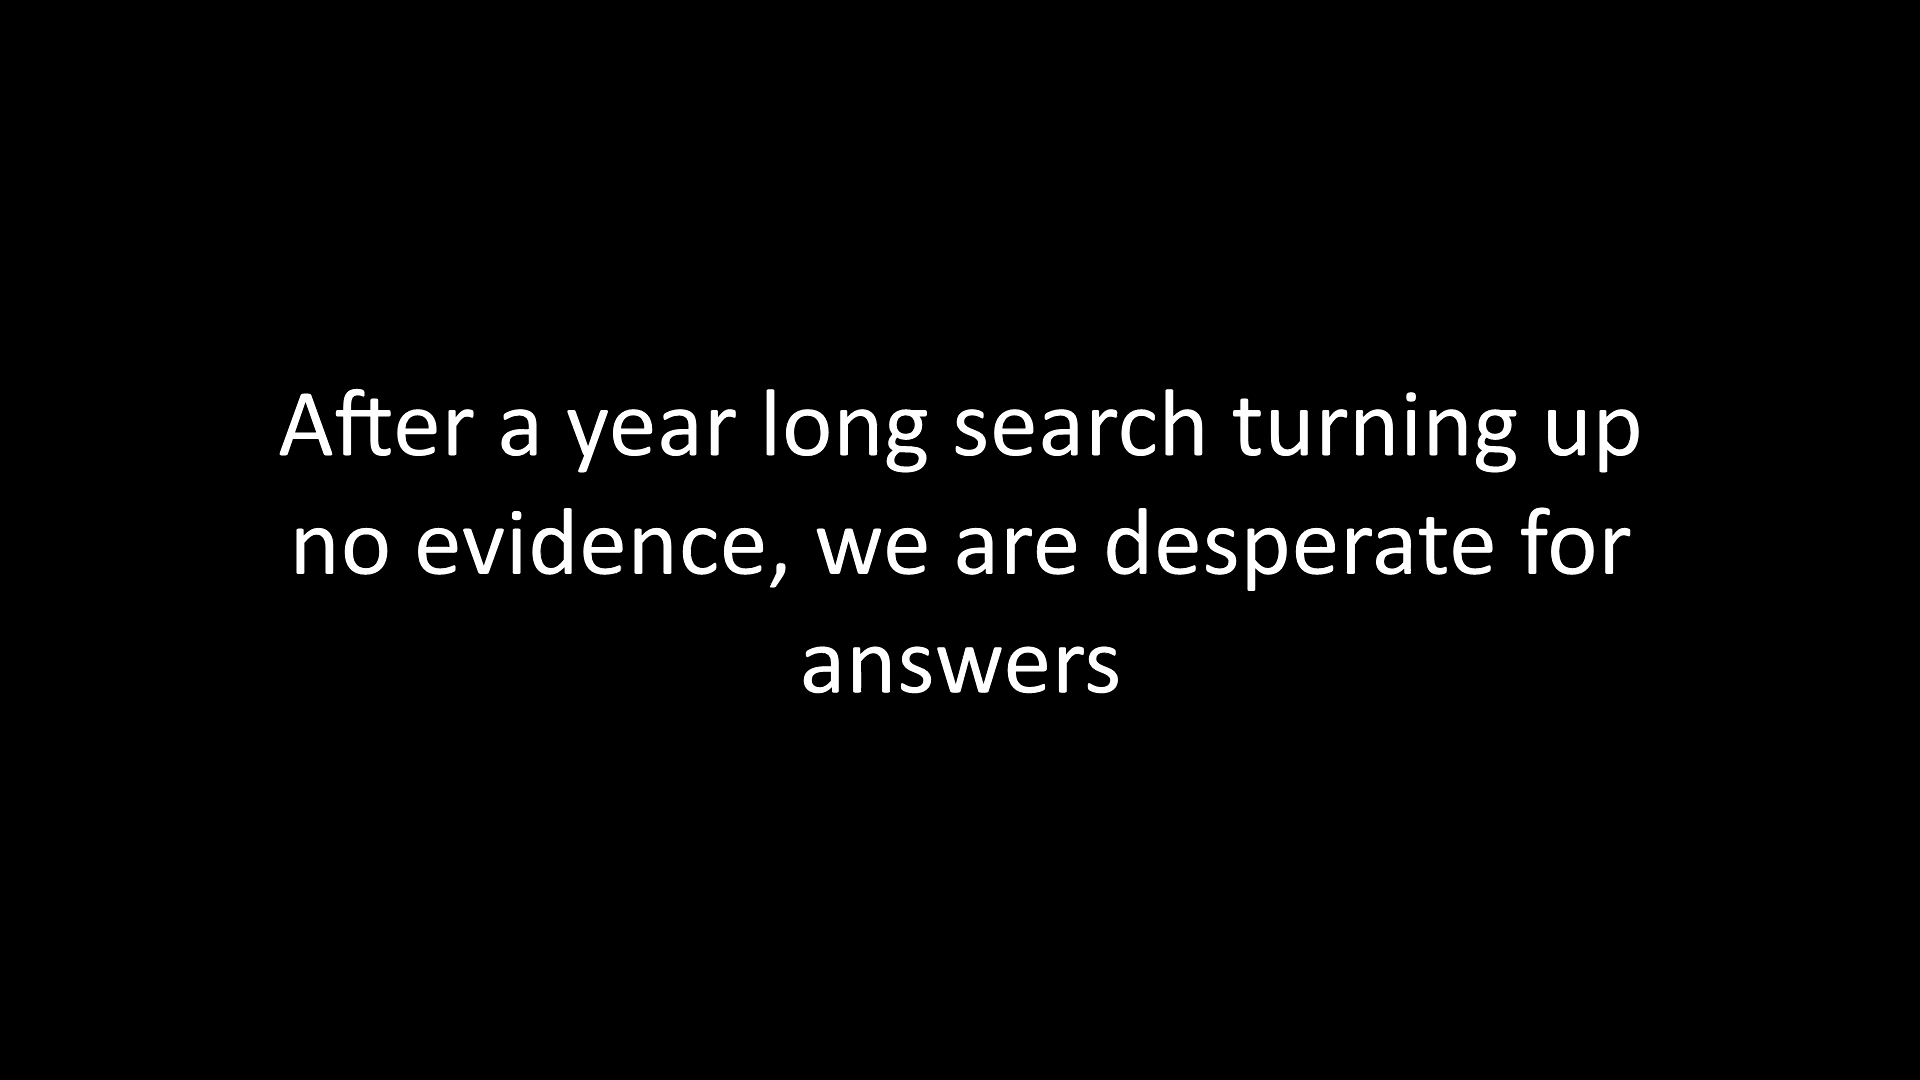 After a year long search turning up
no evidence, we are desperate for
answers